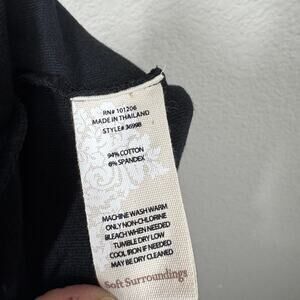 RN# 101206
MADE IN THAILAND
STYLE# 36998
94% COTTON
6% SPANDEX
MACHINE WASH WARM
ONLY NON-CHLORINE
BLEACH WHEN NEEDED
TUMBLE DRY LOW
COOL IRON IF NEEDED
MAY BE DRY CLEANED
Soft Surroundings